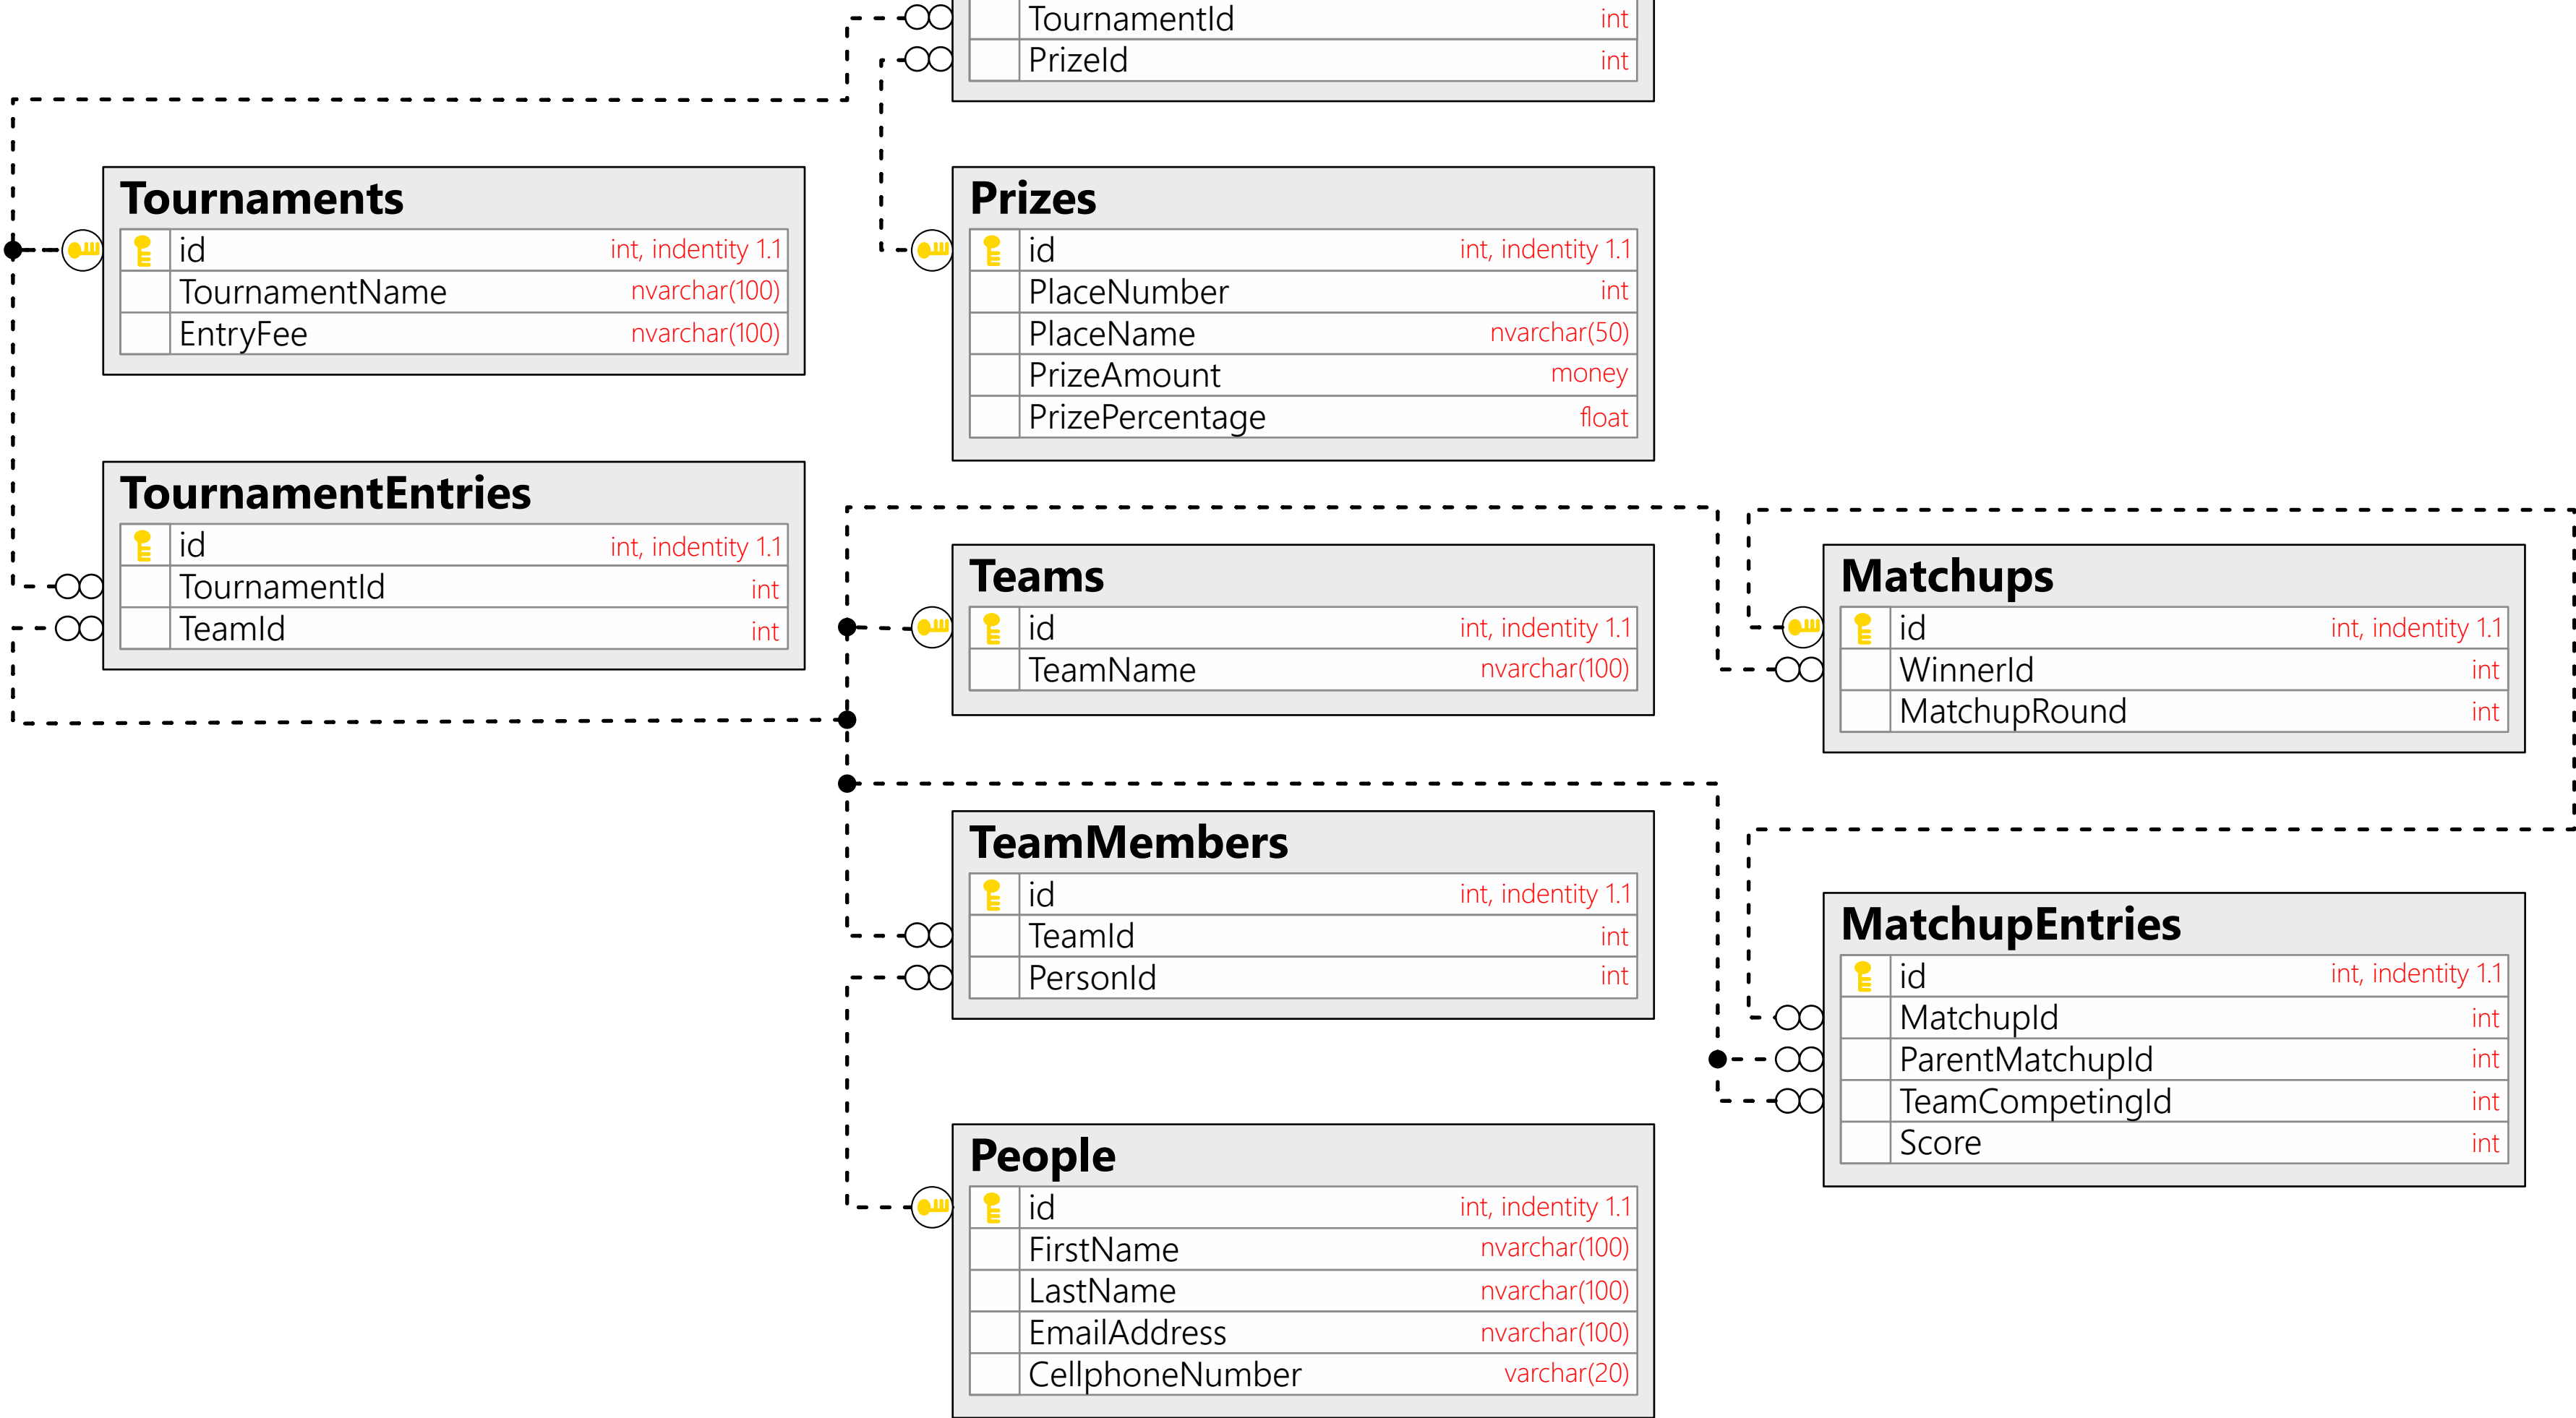 TournamentId int
PrizeId int
Tournaments
id int, indentity 1.1
TournamentName nvarchar(100)
EntryFee nvarchar(100)
Prizes
id int, indentity 1.1
PlaceNumber int
PlaceName nvarchar(50)
PrizeAmount money
PrizePercentage float
TournamentEntries
id int, indentity 1.1
TournamentId int
TeamId int
Teams
id int, indentity 1.1
TeamName nvarchar(100)
Matchups
id int, indentity 1.1
WinnerId int
MatchupRound int
TeamMembers
id int, indentity 1.1
TeamId int
PersonId int
MatchupEntries
id int, indentity 1.1
MatchupId int
ParentMatchupId int
TeamCompetingId int
Score int
People
id int, indentity 1.1
FirstName nvarchar(100)
LastName nvarchar(100)
EmailAddress nvarchar(100)
CellphoneNumber varchar(20)